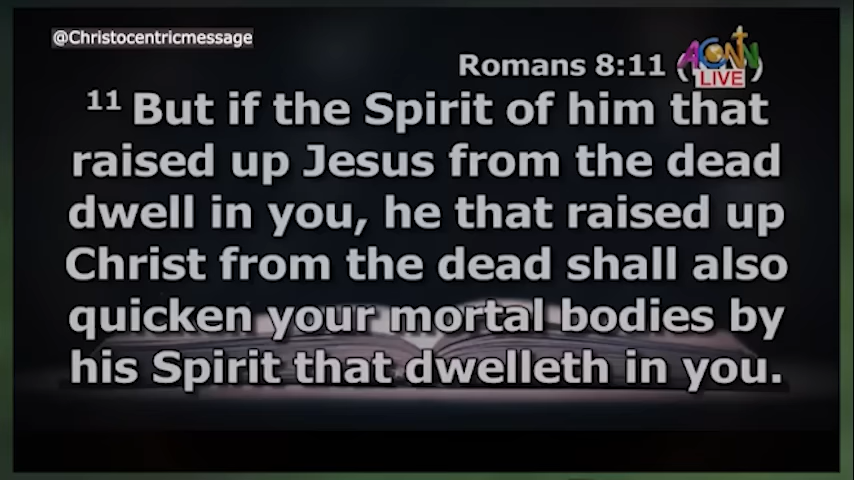 @Christocentricmessage
Romans 8:11 (
ACNN
LIVE
)
11 But if the Spirit of him that
raised up Jesus from the dead
dwell in you, he that raised up
Christ from the dead shall also
quicken your mortal bodies by
his Spirit that dwelleth in you.